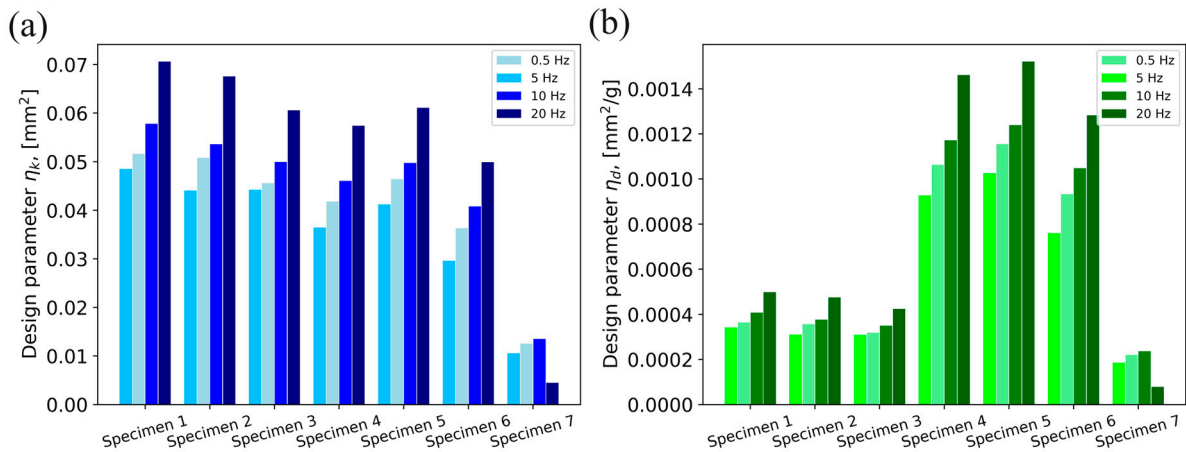 (a)
Design parameter ηk, [mm²]
0.07
0.06
0.05
0.04
0.03
0.02
0.01
0.00
0.5 Hz
5 Hz
10 Hz
20 Hz
Specimen 1
Specimen 2
Specimen 3
Specimen 4
Specimen 5
Specimen 6
Specimen 7
(b)
Design parameter ηd, [mm²/g]
0.0014
0.0012
0.0010
0.0008
0.0006
0.0004
0.0002
0.0000
0.5 Hz
5 Hz
10 Hz
20 Hz
Specimen 1
Specimen 2
Specimen 3
Specimen 4
Specimen 5
Specimen 6
Specimen 7